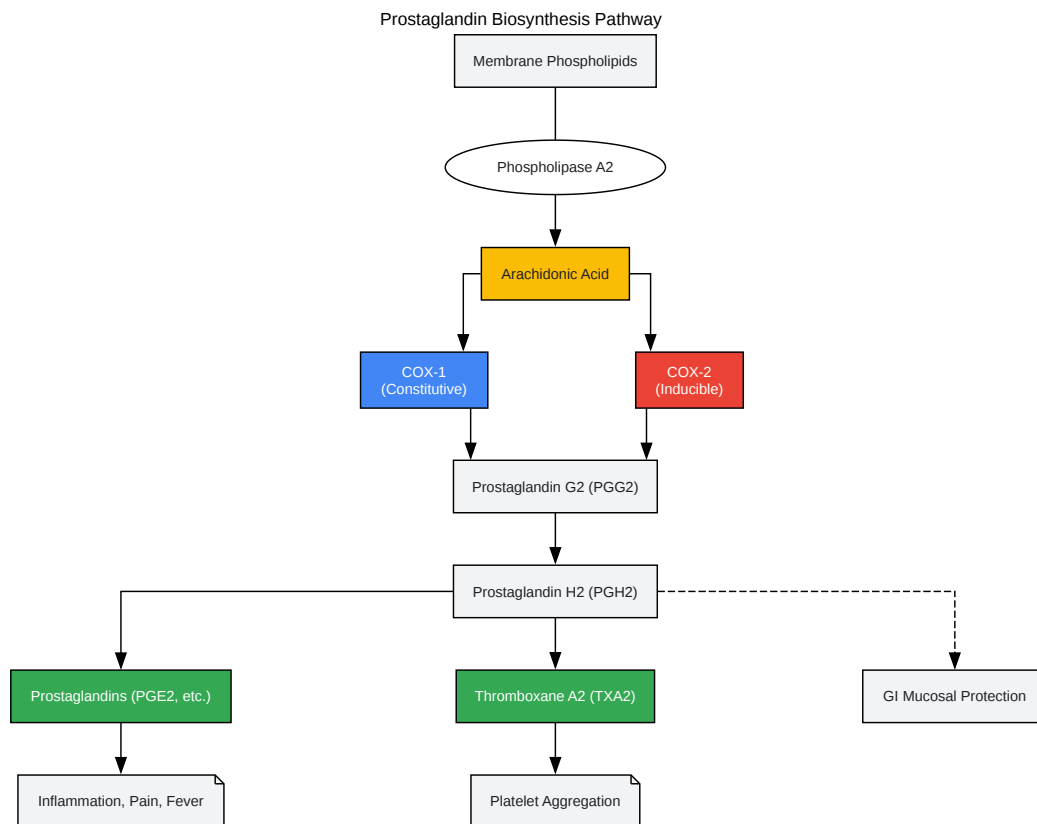 Prostaglandin Biosynthesis Pathway
Membrane Phospholipids
Phospholipase A2
Arachidonic Acid
COX-1
(Constitutive)
COX-2
(Inducible)
Prostaglandin G2 (PGG2)
Prostaglandin H2 (PGH2)
Prostaglandins (PGE2, etc.)
Thromboxane A2 (TXA2)
GI Mucosal Protection
Inflammation, Pain, Fever
Platelet Aggregation